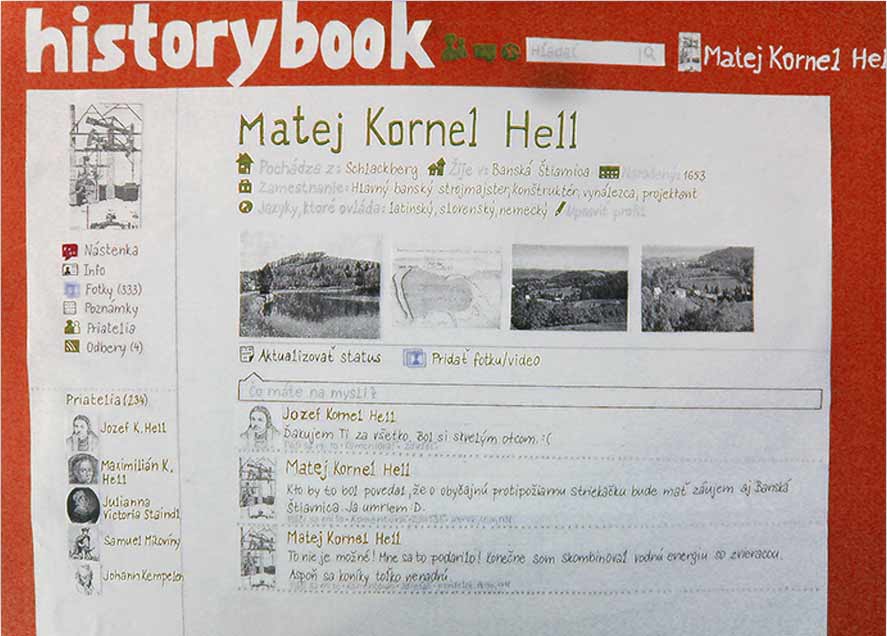 historybook
Hľadať
Matej Kornel Hel
Matej Kornel Hell
Pochádza z: Schlackberg Žije v: Banská Štiavnica Narodený: 1653
Zamestnanie: Hlavný banský strojmajster, konštruktér, vynálezca, projektant
Jazyky, ktoré ovláda: latinský, slovenský, nemecký Upraviť profil
Nástenka
Info
Fotky (333)
Poznámky
Priatelia
Odbery (4)
Aktualizovať status Pridať fotku/video
čo máte na mysli?
Priatelia (234)
Jozef K. Hell
Maximilián K.
Hell
Julianna
Victoria Staindl
Samuel Mikovíny
Johann Kempelen
Jozef Kornel Hell
Ďakujem Ti za všetko. Bol si skvelým otcom. :(
Matej Kornel Hell
Kto by to bol povedal, že o obyčajnú protipožiarnu striekačku bude mať záujem aj Banská
Štiavnica. Ja umriem :D.
Matej Kornel Hell
To nie je možné! Mne sa to podarilo! Konečne som skombinoval vodnú energiu so zvieracou.
Aspoň sa koníky toľko nenadrú.